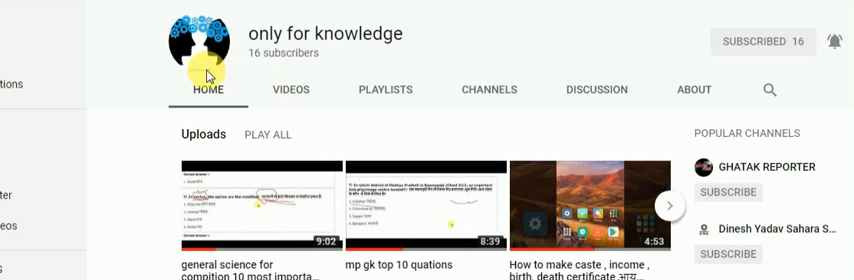 only for knowledge
16 subscribers
SUBSCRIBED 16
tions
HOME
VIDEOS
PLAYLISTS
CHANNELS
DISCUSSION
ABOUT
Uploads
PLAY ALL
POPULAR CHANNELS
9:02
8:39
4:53
GHATAK REPORTER
SUBSCRIBE
ter
eos
Dinesh Yadav Sahara S...
SUBSCRIBE
s
general science for
compition 10 most importa...
mp gk top 10 quations
How to make caste , income ,
birth, death certificate आय...